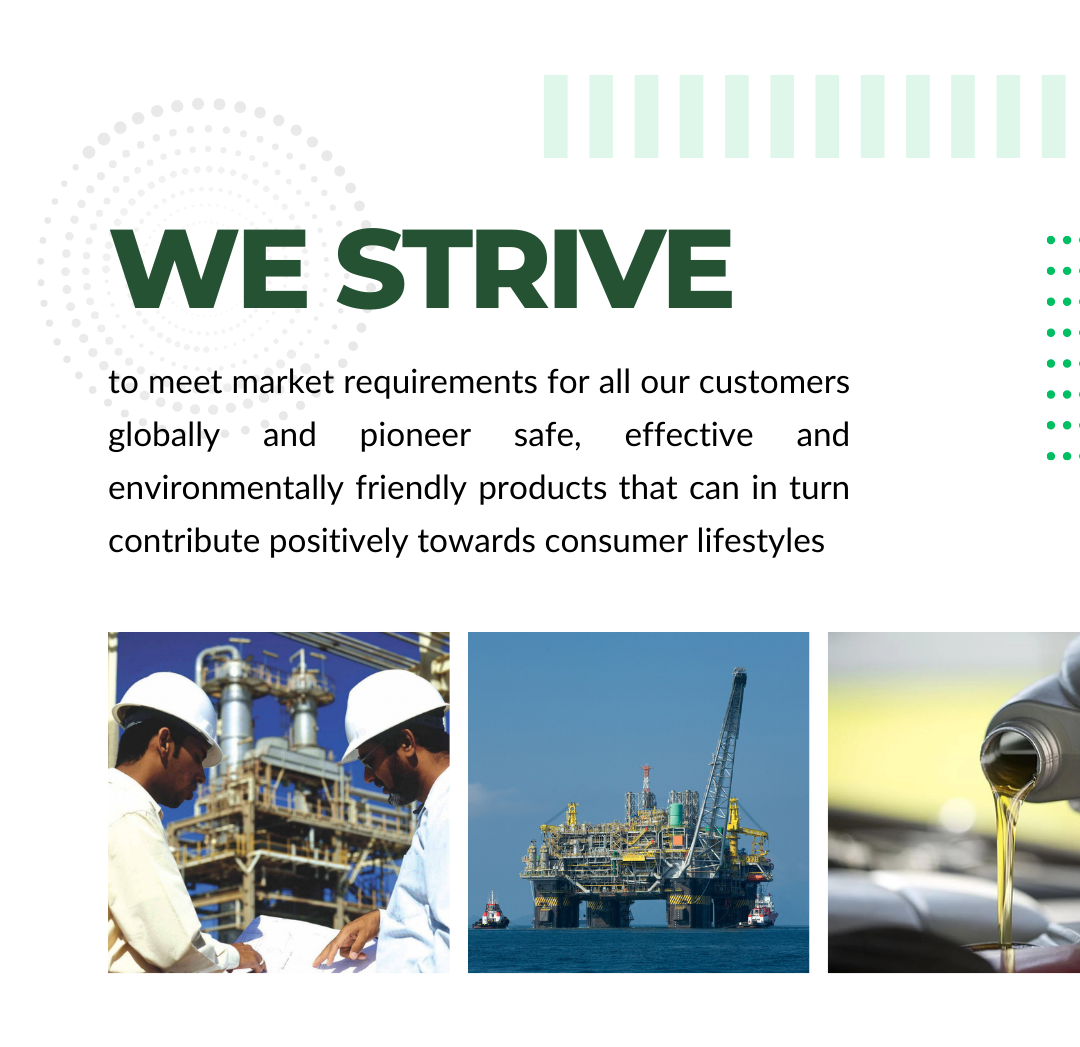 WE STRIVE
to meet market requirements for all our customers
globally and pioneer safe, effective and
environmentally friendly products that can in turn
contribute positively towards consumer lifestyles